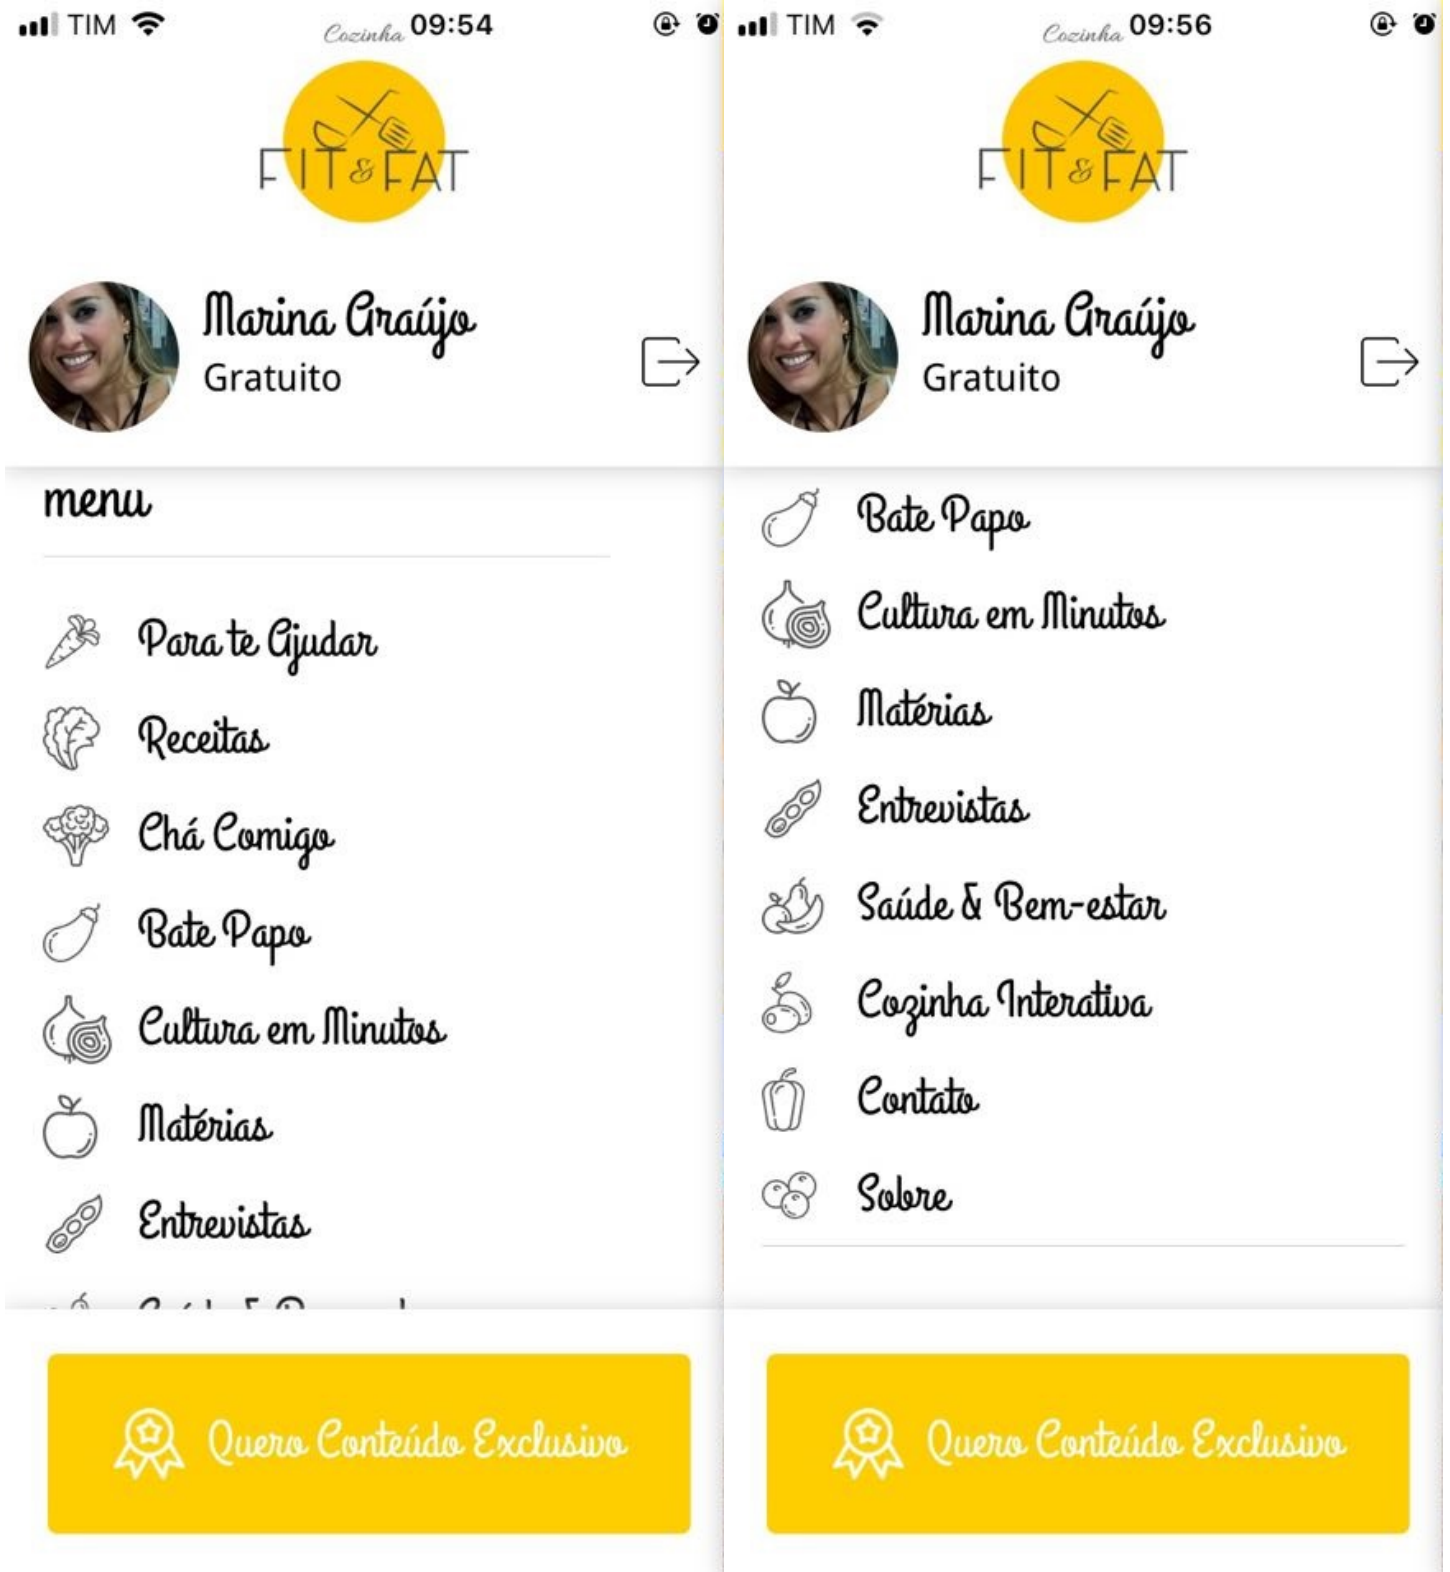 TIM
09:54
Cozinha
FIT & FAT
Marina Araújo
Gratuito
menu
Para te Ajudar
Receitas
Chá Comigo
Bate Papo
Cultura em Minutos
Matérias
Entrevistas
Quero Conteúdo Exclusivo
TIM
09:56
Cozinha
FIT & FAT
Marina Araújo
Gratuito
Bate Papo
Cultura em Minutos
Matérias
Entrevistas
Saúde & Bem-estar
Cozinha Interativa
Contato
Sobre
Quero Conteúdo Exclusivo